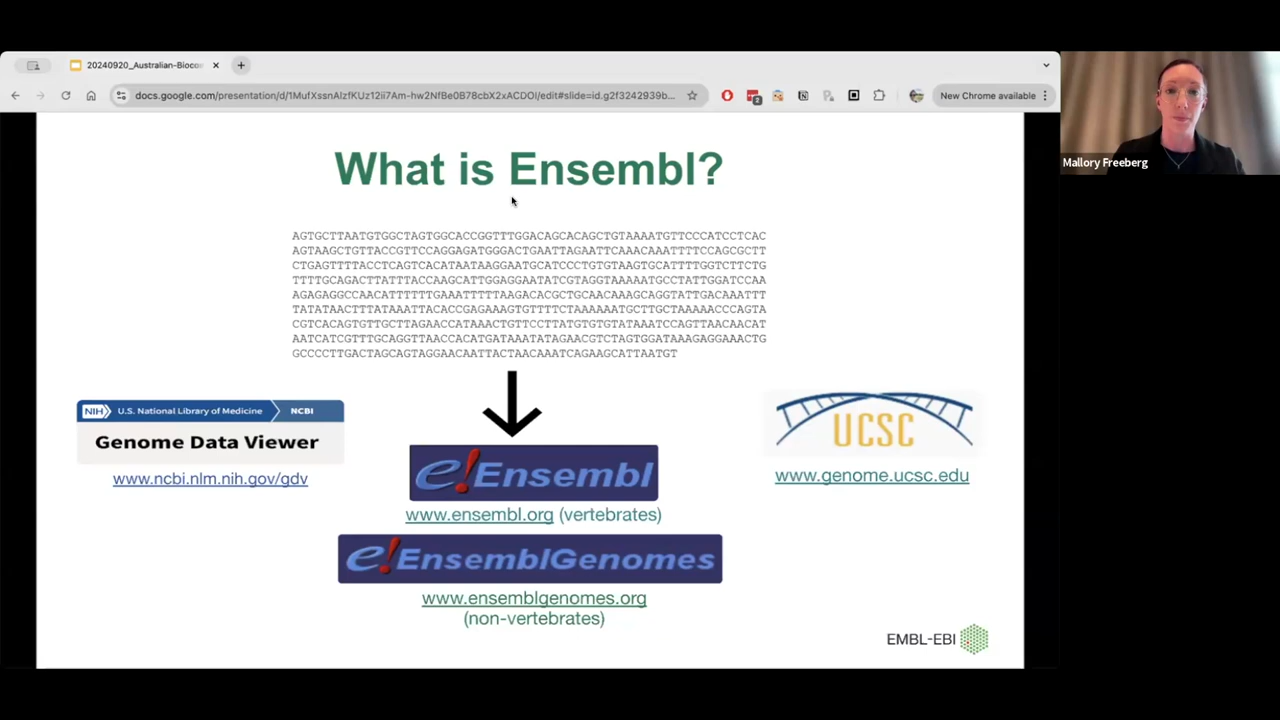 20240920_Australian-Biocor
docs.google.com/presentation/d/1MufXssnAlzfKUz12ii7Am-hw2NfBe0B78cbX2xACDOI/edit#slide=id.g2f3242939b...
New Chrome available
What is Ensembl?
AGTGCTTAATGTGGCTAGTGGCACCGGTTTGGACAGCACAGCTGTAAAATGTTCCCATCCTCAC
AGTAAGCTGTTACCGTTCCAGGAGATGGGACTGAATTAGAATTCAAACAAATTTTCCAGCGCTT
CTGAGTTTTACCTCAGTCACATAATAAGGAATGCATCCCTGTGTAAGTGCATTTTGGTCTTCTG
TTTTGCAGACTTATTTACCAAGCATTGGAGGAATATCGTAGGTAAAAATGCCTATTGGATCCAA
AGAGAGGCCAACATTTTTTGAAATTTTTAAGACACGCTGCAACAAAGCAGGTATTGACAAATTT
TATATAACTTTATAAATTACACCGAGAAAGTGTTTTCTAAAAAATGCTTGCTAAAAACCCAGTA
CGTCACAGTGTTGCTTAGAACCATAAACTGTTCCTTATGTGTGTATAAATCCAGTTAACAACAT
AATCATCGTTTGCAGGTTAACCACATGATAAATATAGAACGTCTAGTGGATAAAGAGGAAACTG
GCCCCTTGACTAGCAGTAGGAACAATTACTAACAAATCAGAAGCATTAATGT
NIH U.S. National Library of Medicine NCBI
Genome Data Viewer
www.ncbi.nlm.nih.gov/gdv
e!Ensembl
www.ensembl.org (vertebrates)
e!EnsemblGenomes
www.ensemblgenomes.org
(non-vertebrates)
UCSC
www.genome.ucsc.edu
EMBL-EBI
Mallory Freeberg